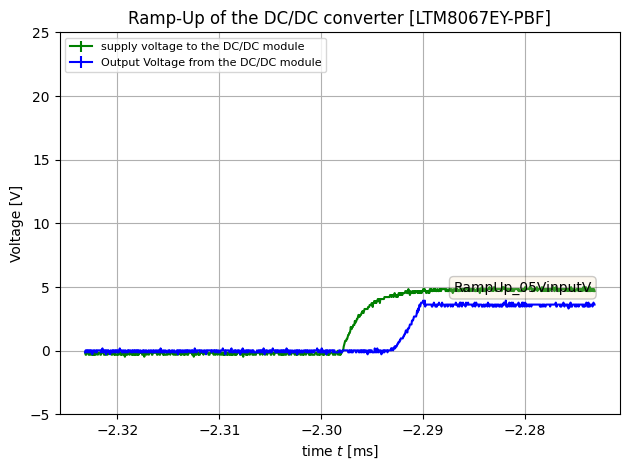 Ramp-Up of the DC/DC converter [LTM8067EY-PBF]
25
20
15
10
5
0
−5
Voltage [V]
supply voltage to the DC/DC module
Output Voltage from the DC/DC module
RampUp_05VinputV
−2.32 −2.31 −2.30 −2.29 −2.28
time t [ms]